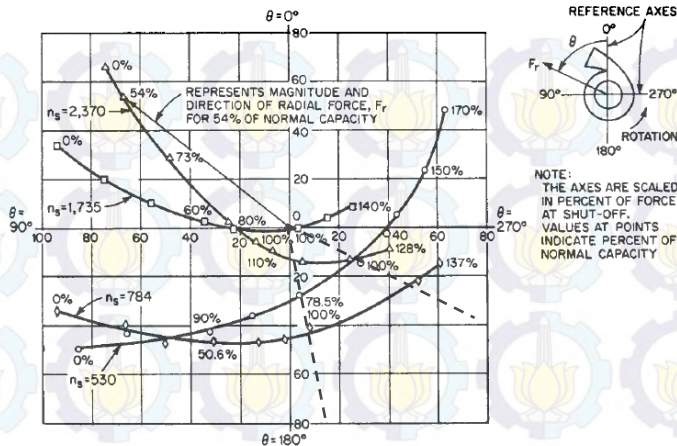 θ=0°
REFERENCE AXES
0°
θ
Fr
90°
270°
ROTATION
180°
80
60
40
20
0
0%
54%
ns=2,370
REPRESENTS MAGNITUDE AND
DIRECTION OF RADIAL FORCE, Fr
FOR 54% OF NORMAL CAPACITY
170%
0%
73%
150%
ns=1,735
60%
80%
140%
NOTE:
THE AXES ARE SCALED
IN PERCENT OF FORCE
AT SHUT-OFF.
VALUES AT POINTS
INDICATE PERCENT OF
NORMAL CAPACITY
θ=
90°
θ=
270°
100 80 60 40 20 20 40 60 80
100%
100%
128%
110%
100%
137%
20
0%
ns=784
90%
78.5%
100%
40
0%
50.6%
ns=530
60
80
θ=180°